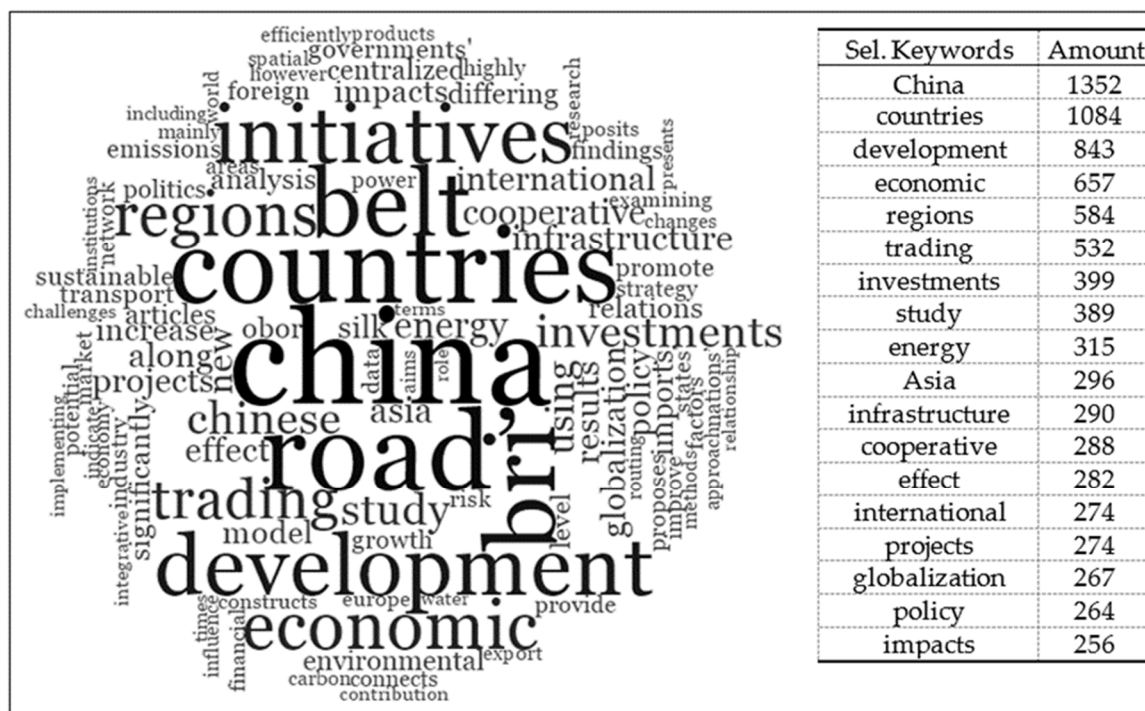 efficiently products
spatial governments'
however centralized highly
foreign impacts differing
world
research
including
initiatives
posits
mainly
emissions
findings
presents
areas
analysis
power
international
politics
belt
examining
institutions
network
regions
cooperative
changes
infrastructure
countries
sustainable
promote
transport
strategy
challenges
articles
terms
relations
increase
obor
silk
energy
investments
china
along
new
projects
data
aims
role
asia
chinese
effect
road'
bri
using
results
globalization
policy
routing
imports
states
factors
approach
nations'
relationship
proposes
improve
methods
implementing
potential
market
indicate
economy
industry
integrative
significantly
trading
study
risk
level
model
growth
development
constructs
europe
water
provide
times
influence
financial
economic
environmental
export
carbon
connects
contribution
Sel. Keywords Amount
China 1352
countries 1084
development 843
economic 657
regions 584
trading 532
investments 399
study 389
energy 315
Asia 296
infrastructure 290
cooperative 288
effect 282
international 274
projects 274
globalization 267
policy 264
impacts 256